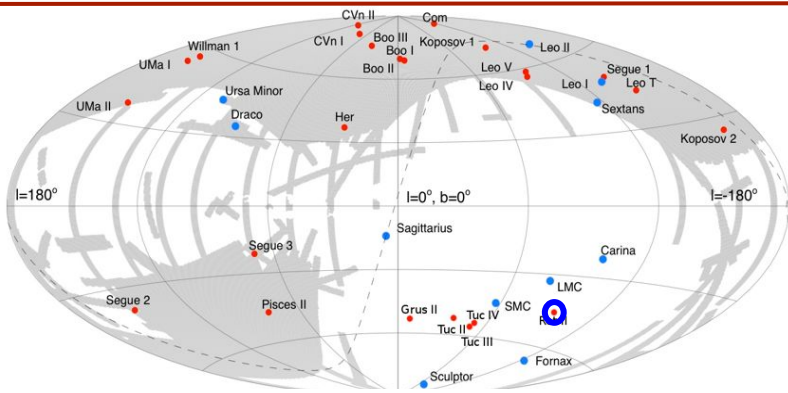 CVn II
Com
CVn I
Boo III
Koposov 1
Leo II
Willman 1
Boo I
UMa I
Boo II
Leo V
Segue 1
Leo IV
Leo I
Leo T
UMa II
Ursa Minor
Sextans
Draco
Her
Koposov 2
l=180°
l=0°, b=0°
l=-180°
Sagittarius
Segue 3
Carina
LMC
Segue 2
Pisces II
Grus II
Tuc IV
SMC
Tuc II
Tuc III
Fornax
Sculptor